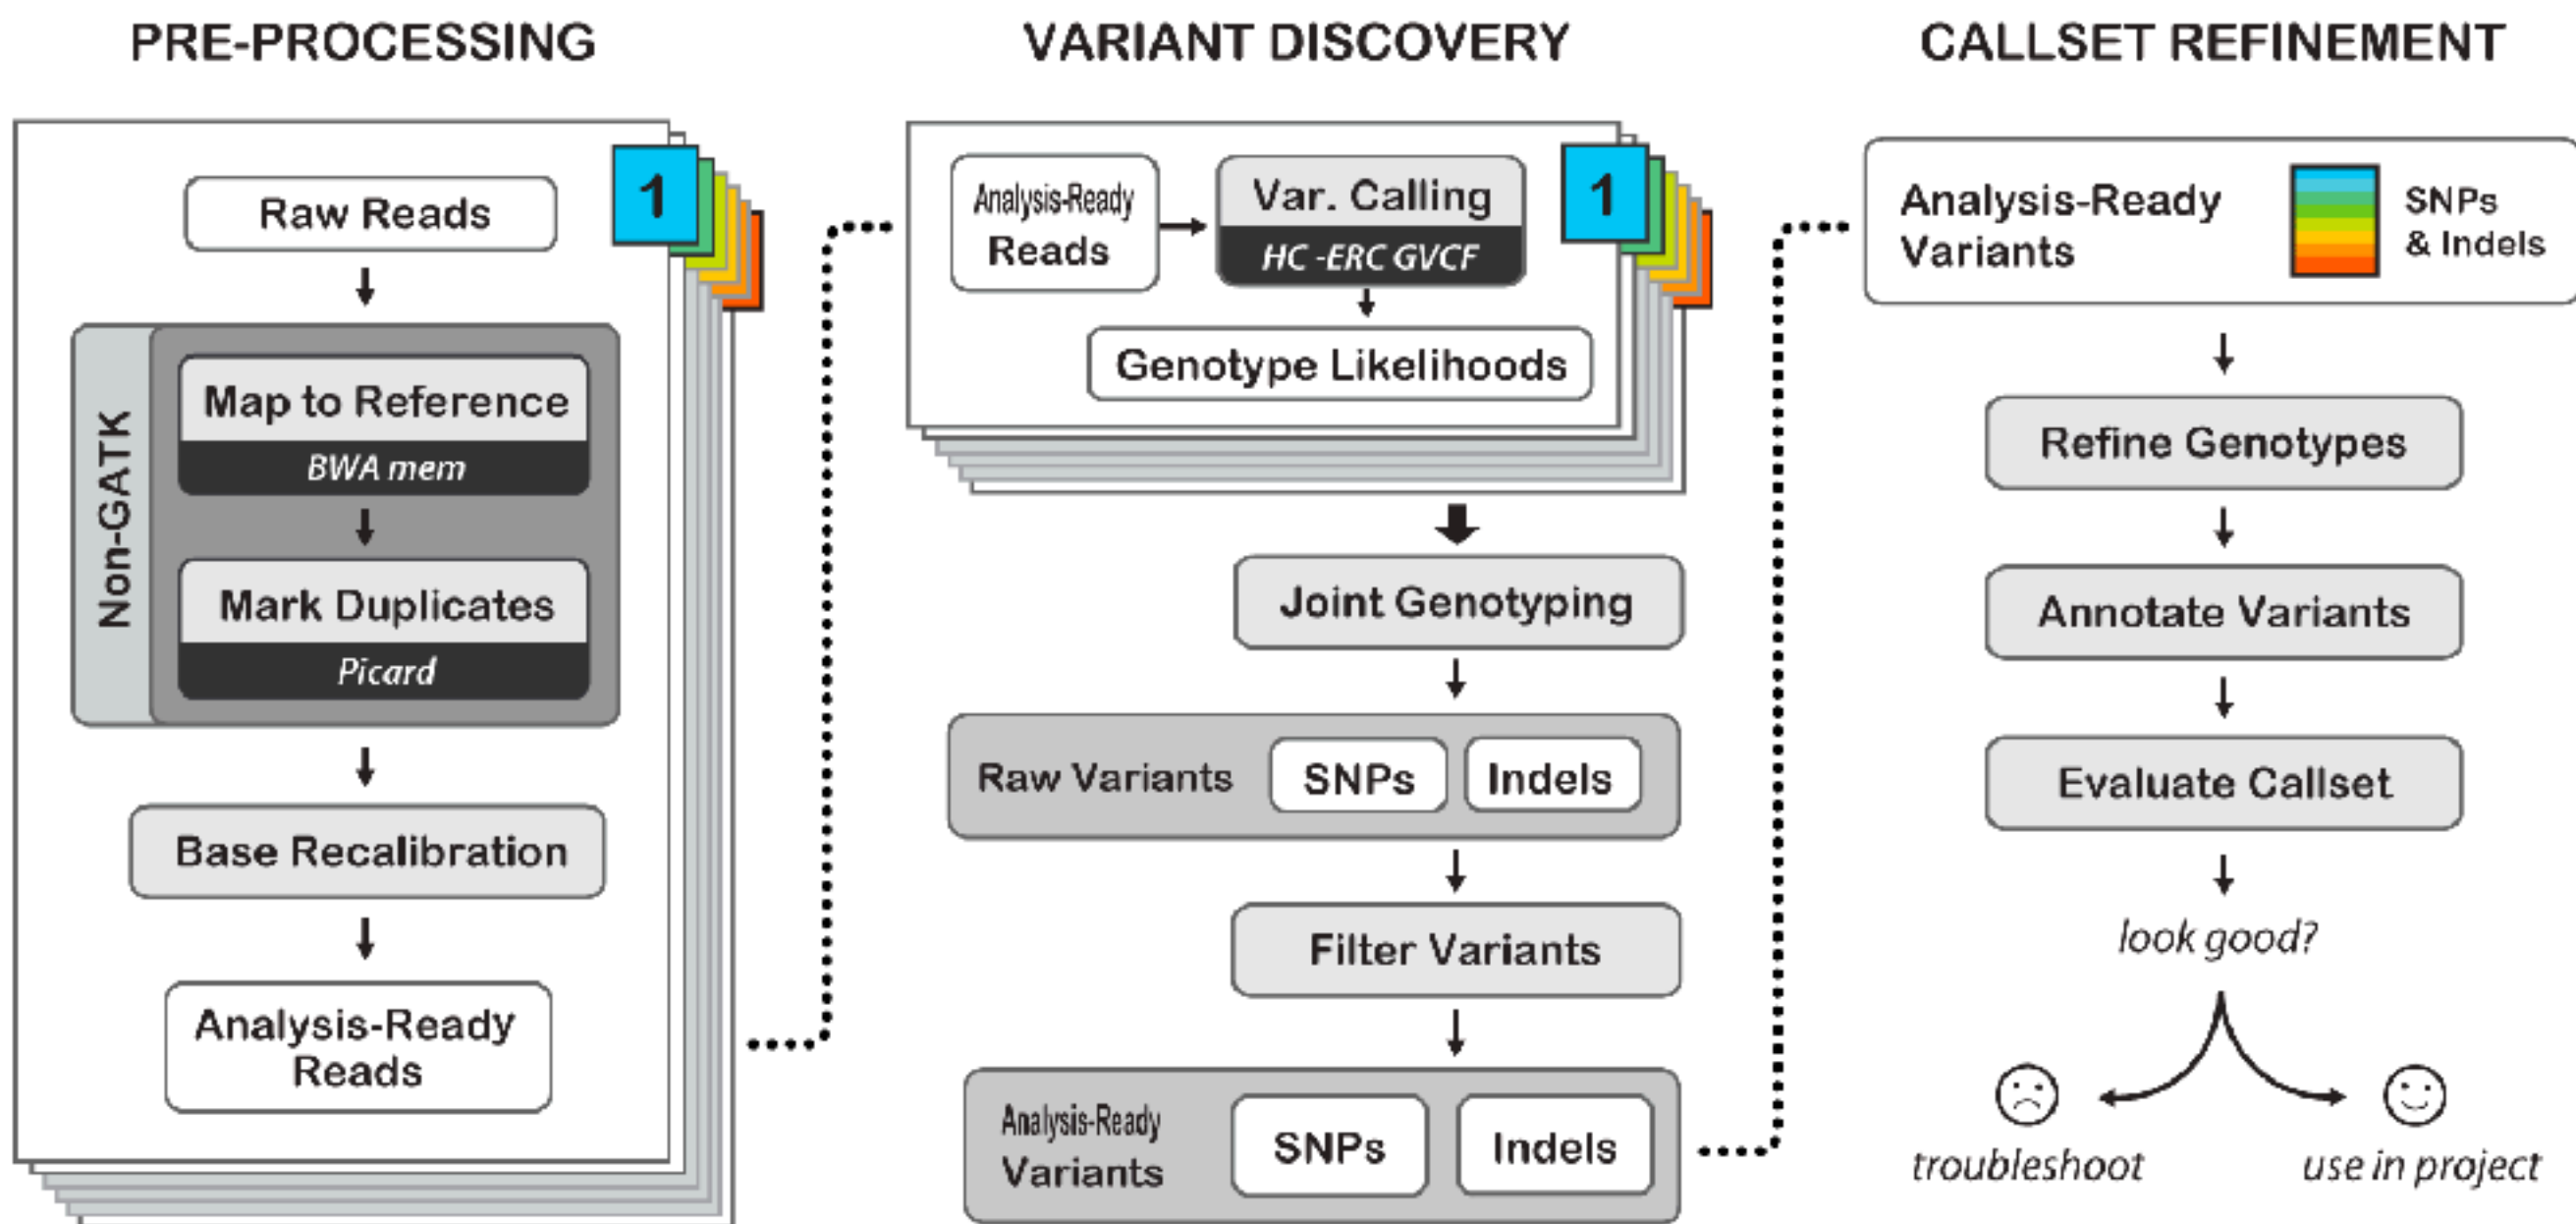 PRE-PROCESSING
1
Raw Reads
Non-GATK
Map to Reference
BWA mem
Mark Duplicates
Picard
Base Recalibration
Analysis-Ready
Reads
VARIANT DISCOVERY
1
Analysis-Ready
Reads
Var. Calling
HC -ERC GVCF
Genotype Likelihoods
Joint Genotyping
Raw Variants SNPs Indels
Filter Variants
Analysis-Ready
Variants
SNPs Indels
CALLSET REFINEMENT
Analysis-Ready
Variants
SNPs
& Indels
Refine Genotypes
Annotate Variants
Evaluate Callset
look good?
troubleshoot
use in project